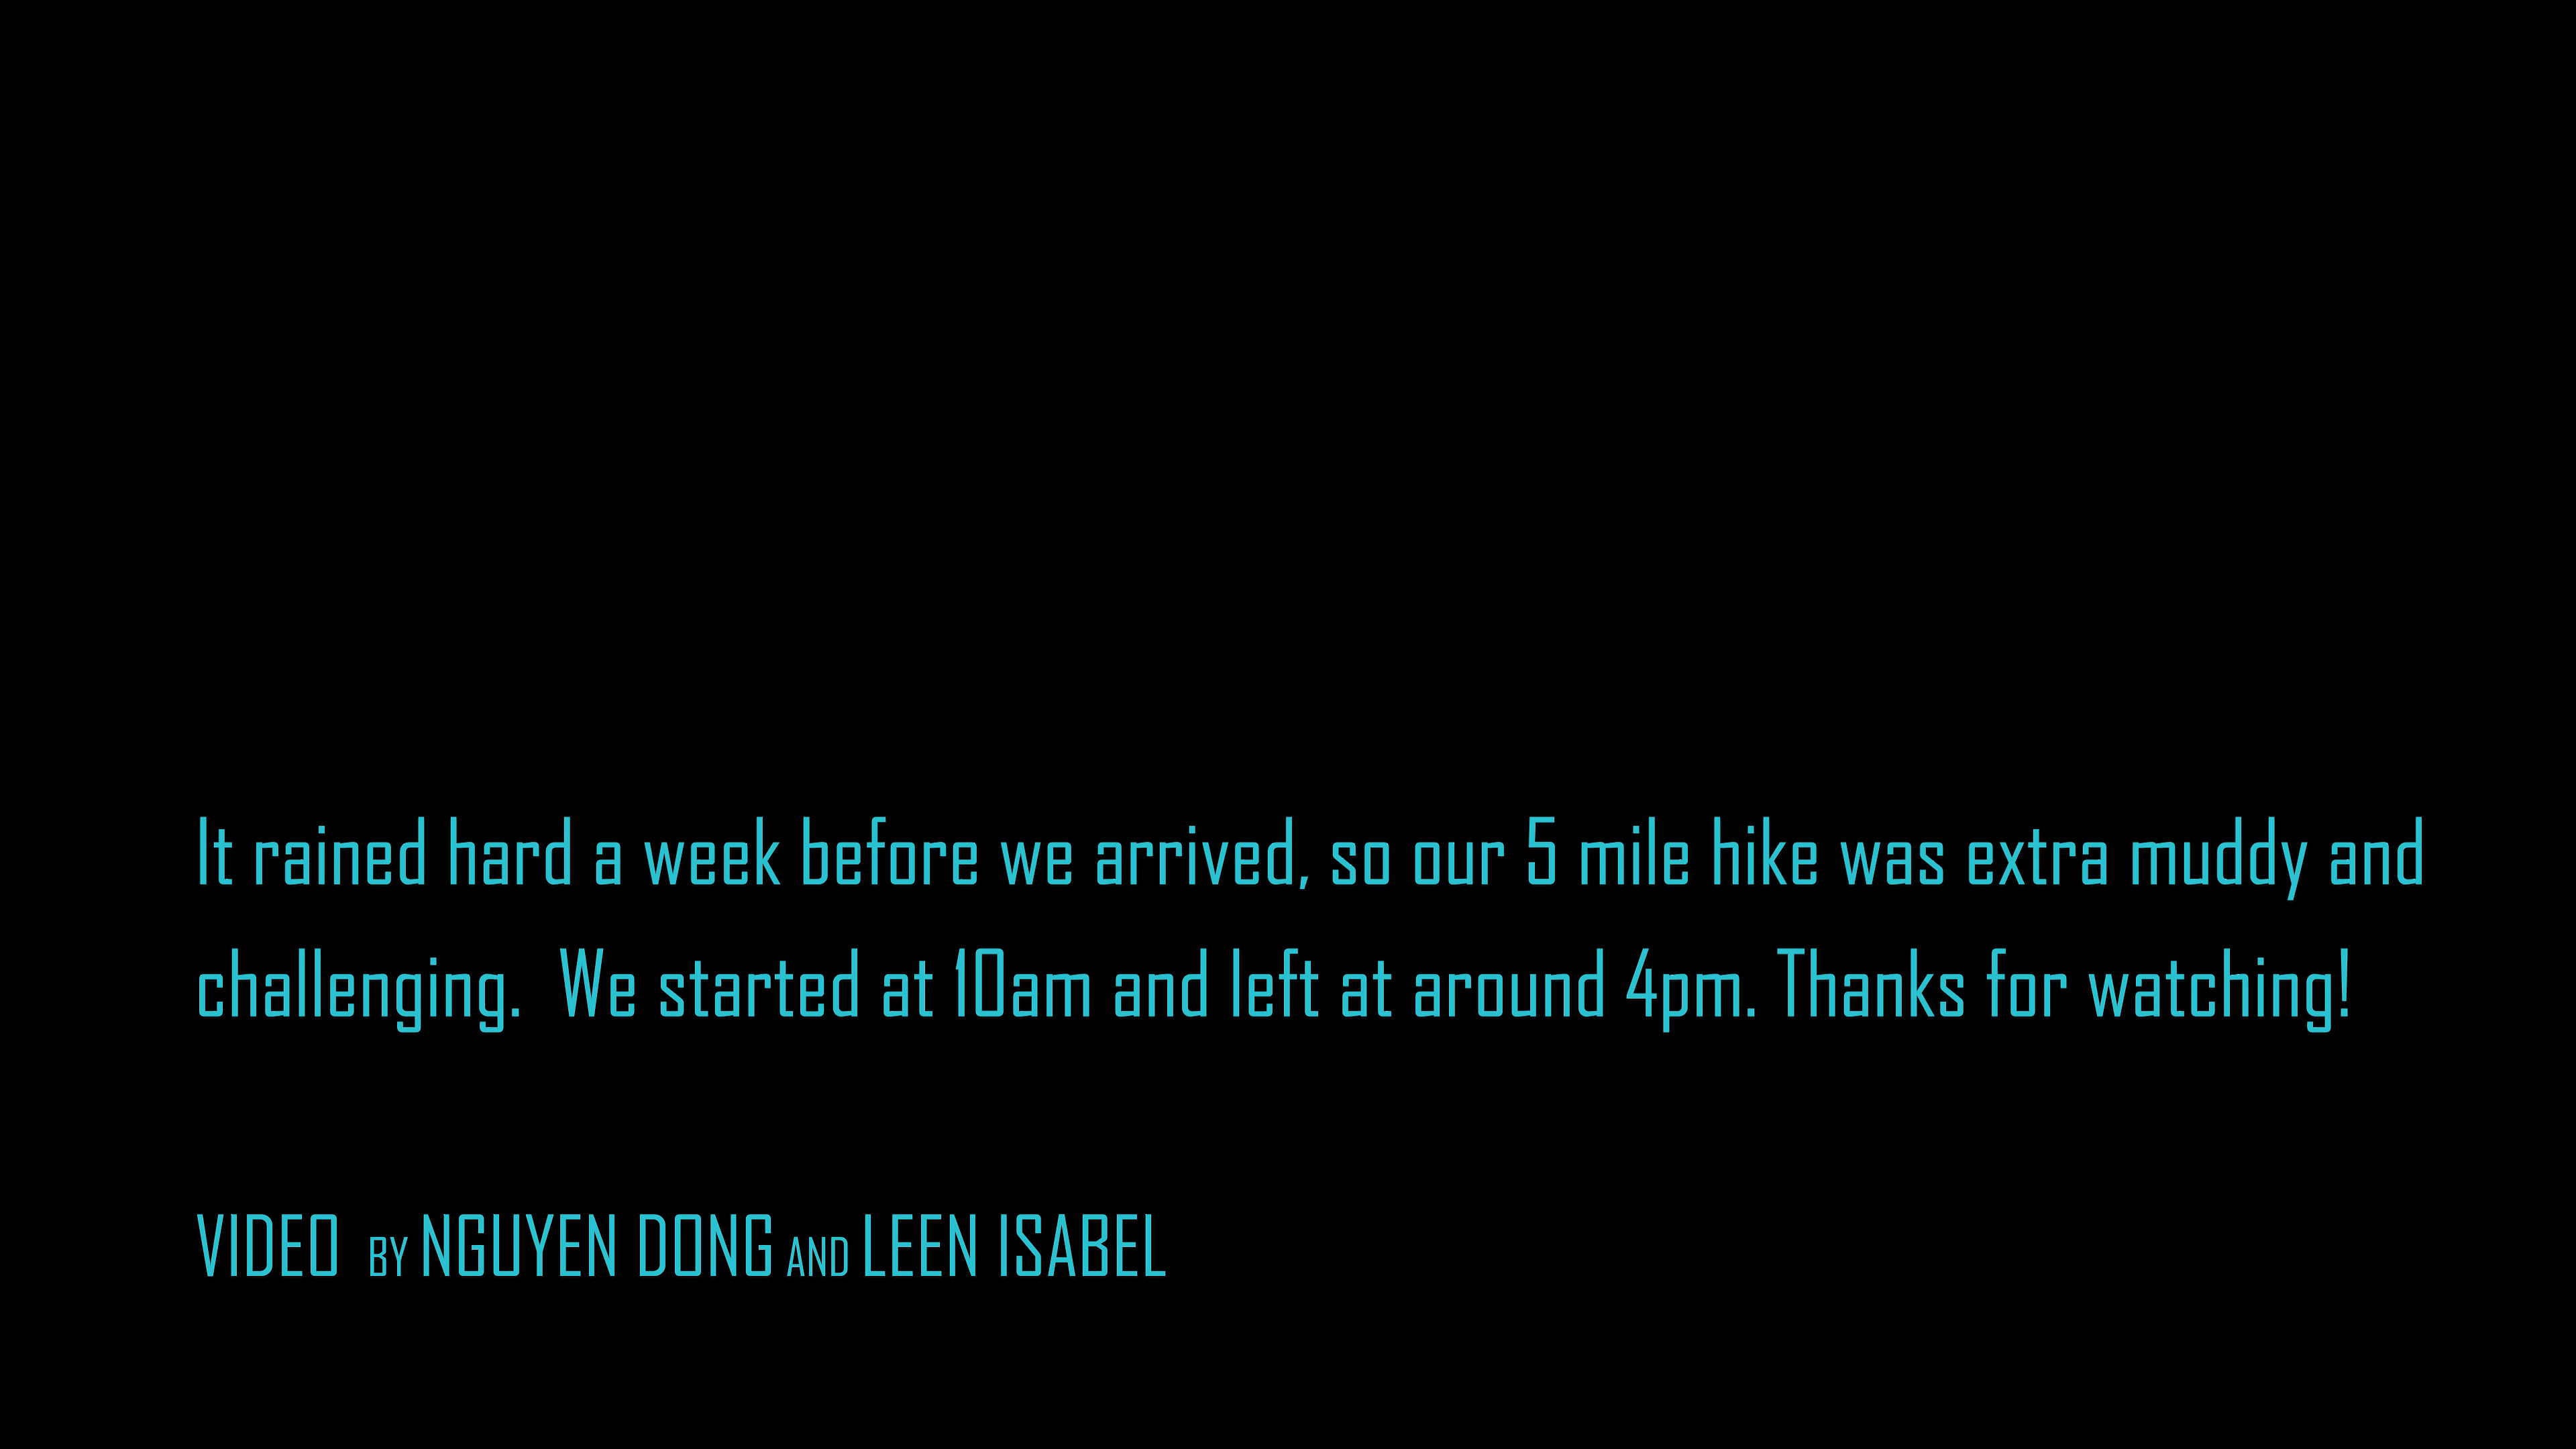 It rained hard a week before we arrived, so our 5 mile hike was extra muddy and
challenging.  We started at 10am and left at around 4pm. Thanks for watching!
VIDEO BY NGUYEN DONG AND LEEN ISABEL